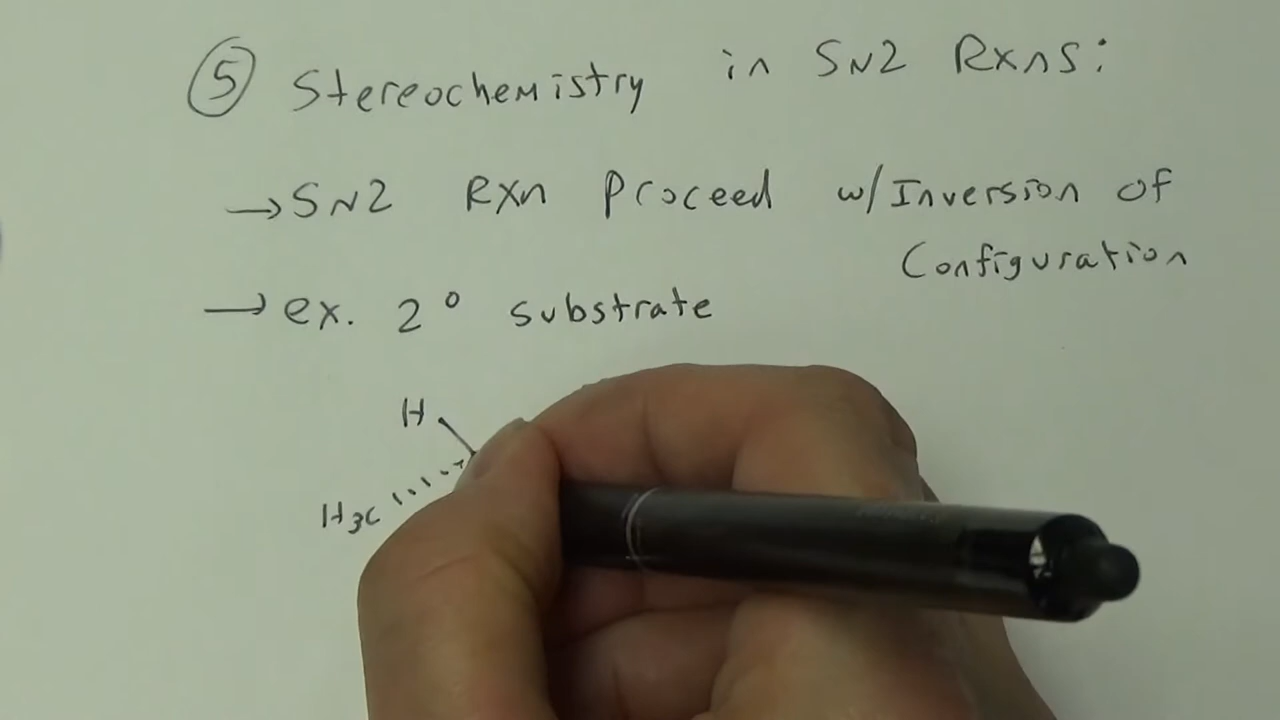 ⑤ Stereochemistry in SN2 Rxns:
→ SN2 Rxn Proceed w/Inversion of
Configuration
→ ex. 2° substrate
H
H3C